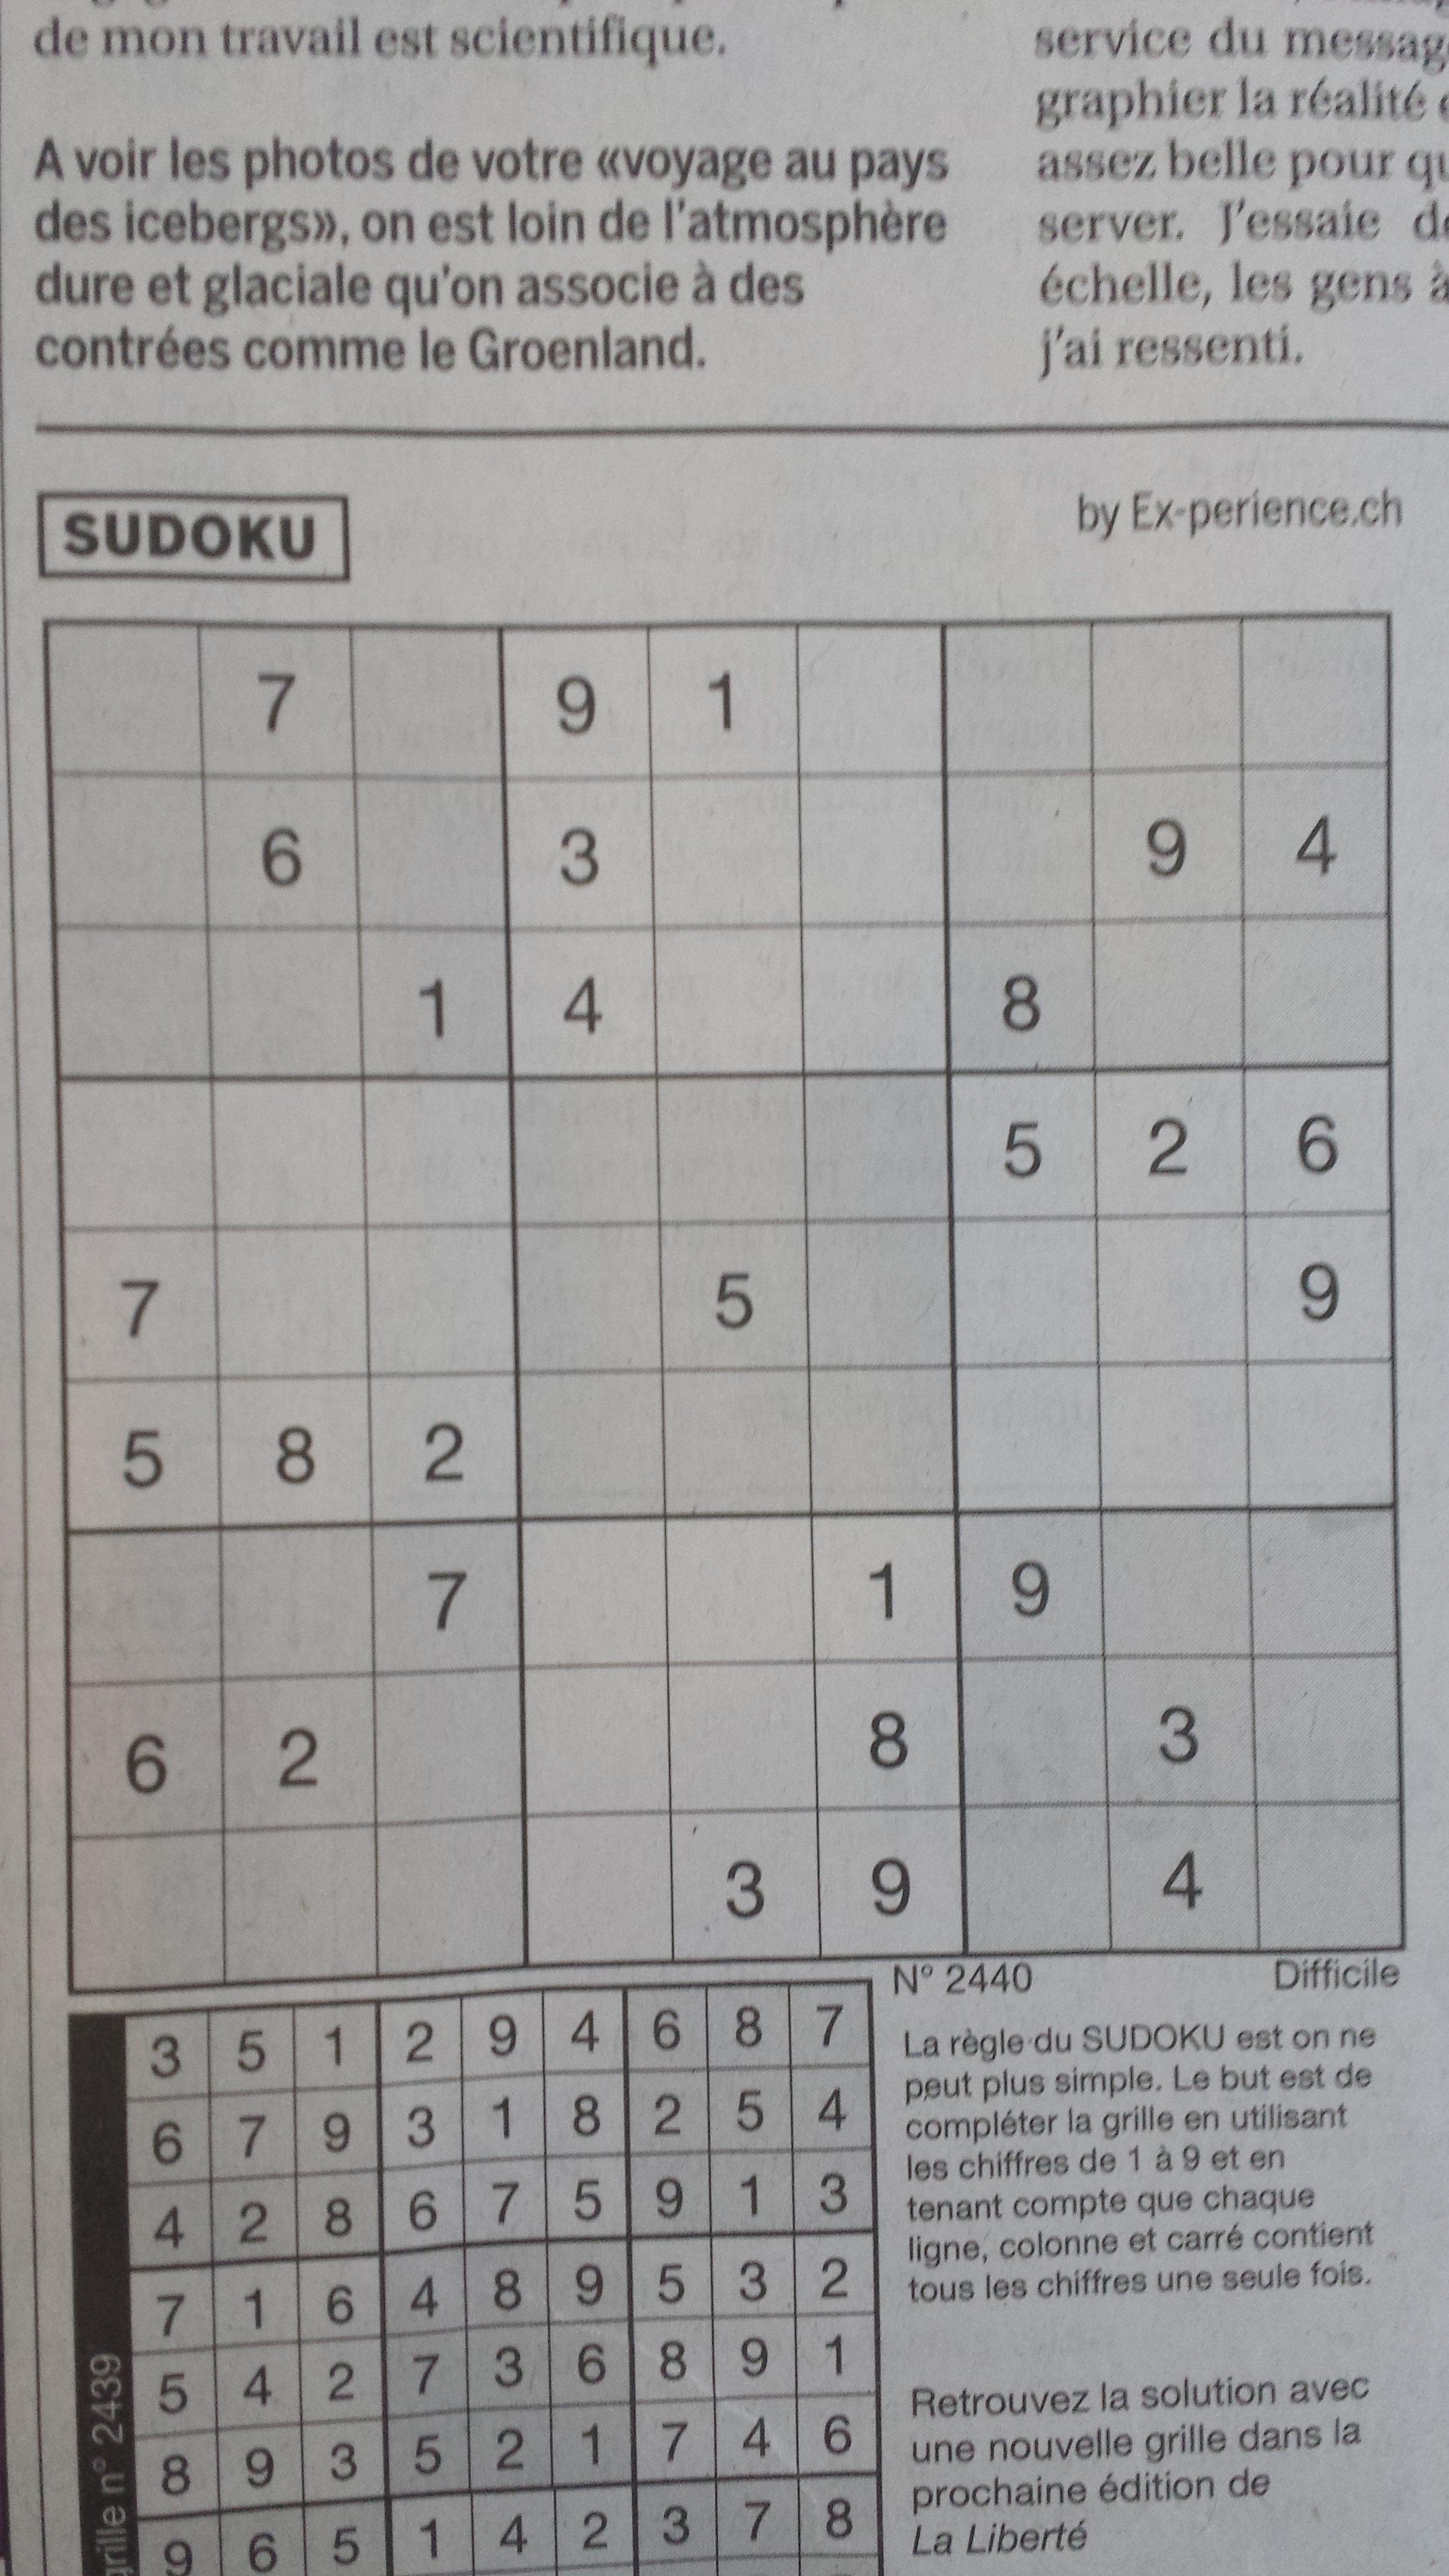 de mon travail est scientifique.
A voir les photos de votre «voyage au pays
des icebergs», on est loin de l'atmosphère
dure et glaciale qu'on associe à des
contrées comme le Groenland.
service du messag
graphier la réalité
assez belle pour qu
server. J'essaie de
échelle, les gens à
j'ai ressenti.
SUDOKU
by Ex-perience.ch
7 9 1
6 3 9 4
1 4 8
5 2 6
7 5 9
5 8 2
7 1 9
6 2 8 3
3 9 4
N° 2440 Difficile
grille n° 2439
3 5 1 2 9 4 6 8 7
6 7 9 3 1 8 2 5 4
4 2 8 6 7 5 9 1 3
7 1 6 4 8 9 5 3 2
5 4 2 7 3 6 8 9 1
8 9 3 5 2 1 7 4 6
9 6 5 1 4 2 3 7 8
La règle du SUDOKU est on ne
peut plus simple. Le but est de
compléter la grille en utilisant
les chiffres de 1 à 9 et en
tenant compte que chaque
ligne, colonne et carré contient
tous les chiffres une seule fois.
Retrouvez la solution avec
une nouvelle grille dans la
prochaine édition de
La Liberté